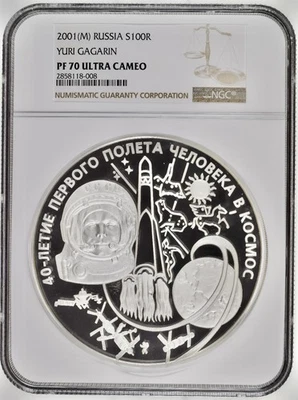 2001(M) RUSSIA S100R
YURI GAGARIN
PF 70 ULTRA CAMEO
2858118-008
NUMISMATIC GUARANTY CORPORATION
NGC
40-ЛЕТИЕ ПЕРВОГО ПОЛЕТА ЧЕЛОВЕКА В КОСМОС